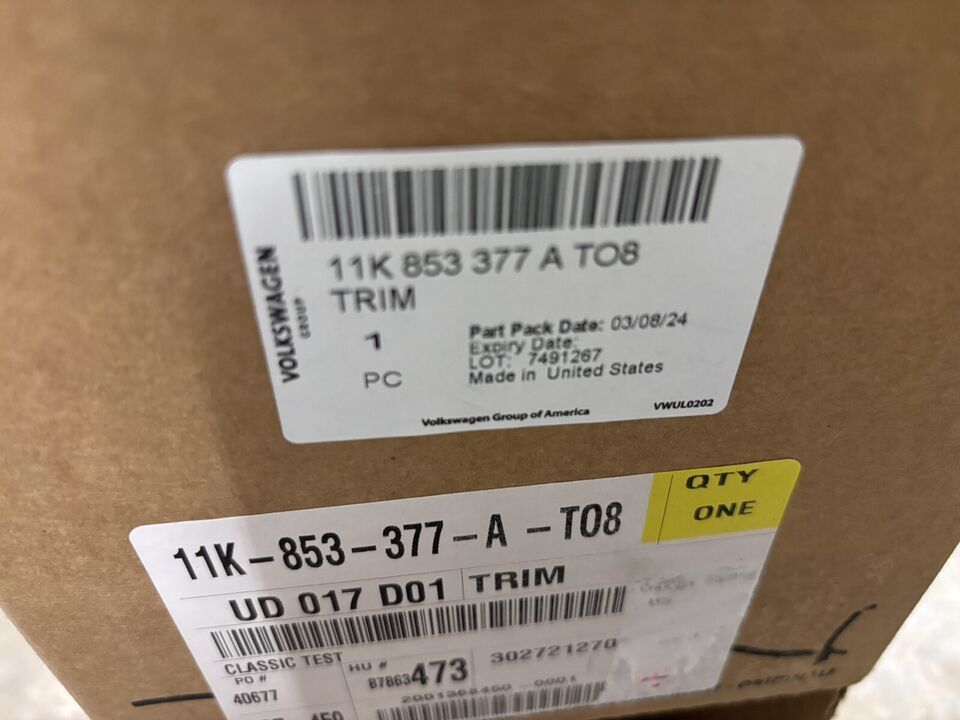 VOLKSWAGEN
GROUP
11K 853 377 A TO8
TRIM
1
PC
Part Pack Date: 03/08/24
Expiry Date:
LOT: 7491267
Made in United States
Volkswagen Group of America
VWUL0202
11K-853-377-A -TO8
QTY
ONE
UD 017 D01
TRIM
CLASSIC TEST
PO #
40677
HU #
87863473
302721270